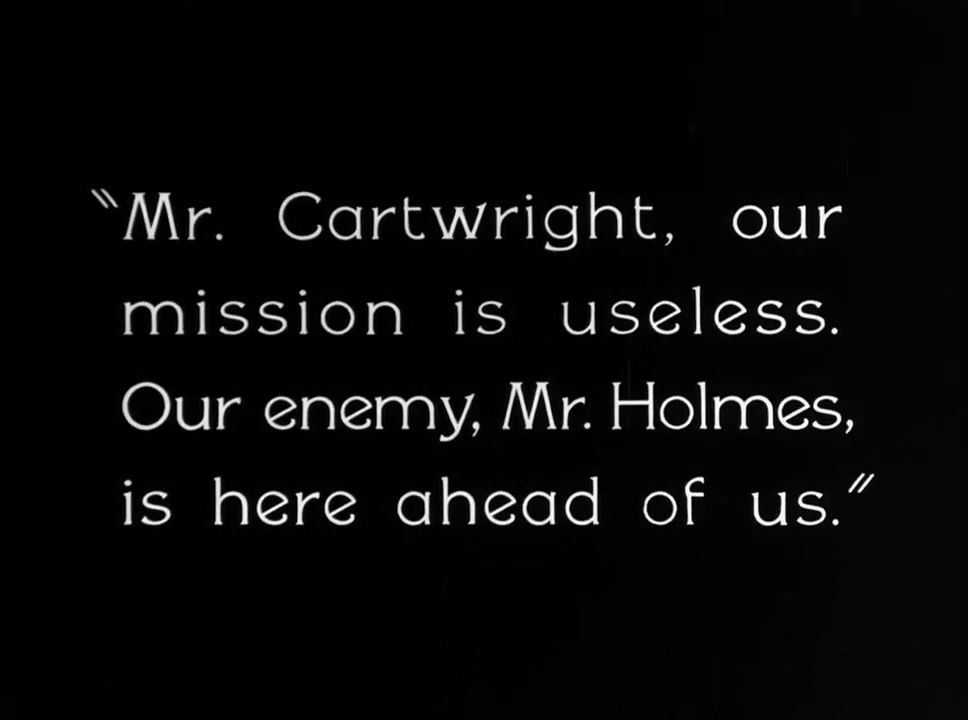 "Mr. Cartwright, our
mission is useless.
Our enemy, Mr. Holmes,
is here ahead of us."